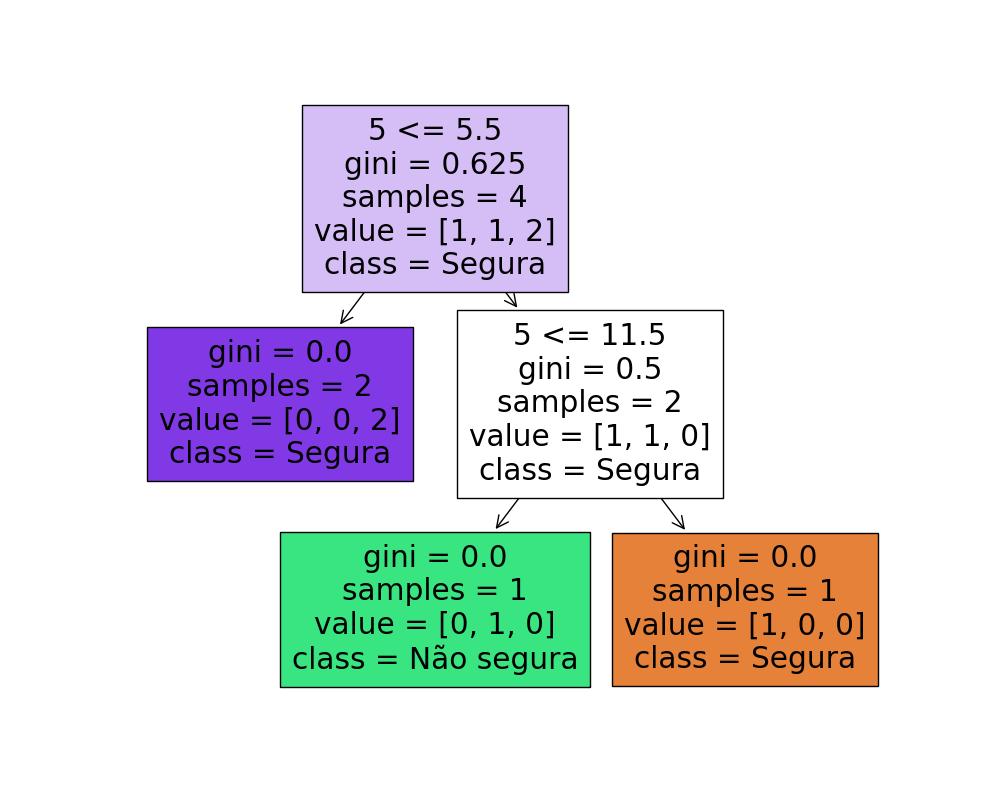 5 <= 5.5
gini = 0.625
samples = 4
value = [1, 1, 2]
class = Segura
gini = 0.0
samples = 2
value = [0, 0, 2]
class = Segura
5 <= 11.5
gini = 0.5
samples = 2
value = [1, 1, 0]
class = Segura
gini = 0.0
samples = 1
value = [0, 1, 0]
class = Não segura
gini = 0.0
samples = 1
value = [1, 0, 0]
class = Segura